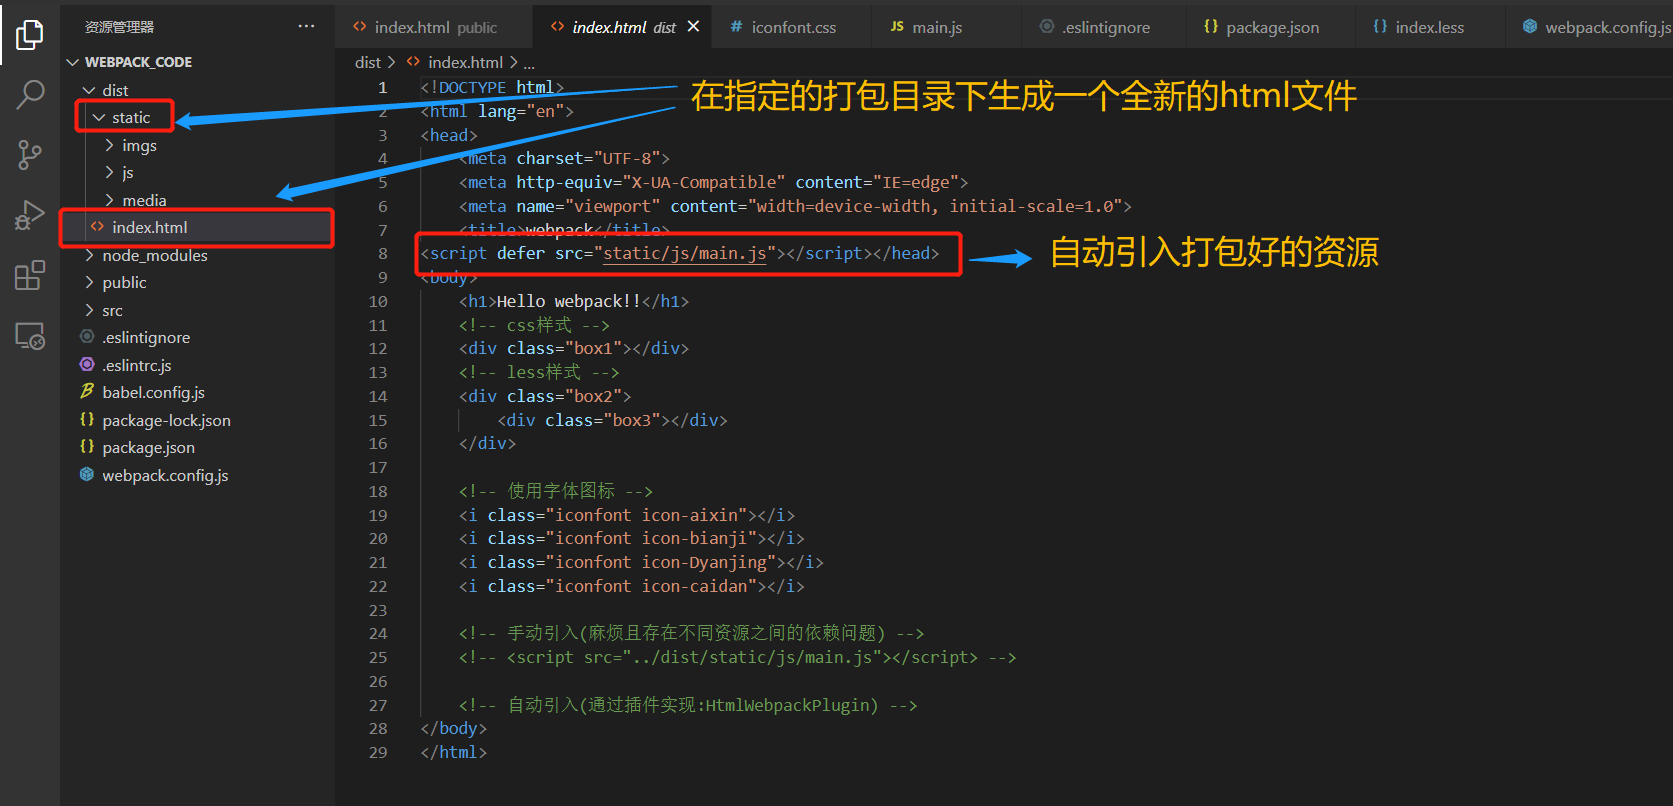 资源管理器 ···
WEBPACK_CODE
dist
static
imgs
js
media
index.html
node_modules
public
src
.eslintignore
.eslintrc.js
babel.config.js
package-lock.json
package.json
webpack.config.js
index.html public
index.html dist
# iconfont.css
JS main.js
.eslintignore
{} package.json
{} index.less
webpack.config.js
dist > index.html > ...
1 <!DOCTYPE html>
2 <html lang="en">
3 <head>
4 <meta charset="UTF-8">
5 <meta http-equiv="X-UA-Compatible" content="IE=edge">
6 <meta name="viewport" content="width=device-width, initial-scale=1.0">
7 <title>webpack</title>
8 <script defer src="static/js/main.js"></script></head>
9 <body>
10 <h1>Hello webpack!!</h1>
11 <!-- css样式 -->
12 <div class="box1"></div>
13 <!-- less样式 -->
14 <div class="box2">
15 <div class="box3"></div>
16 </div>
17
18 <!-- 使用字体图标 -->
19 <i class="iconfont icon-aixin"></i>
20 <i class="iconfont icon-bianji"></i>
21 <i class="iconfont icon-Dyanjing"></i>
22 <i class="iconfont icon-caidan"></i>
23
24 <!-- 手动引入(麻烦且存在不同资源之间的依赖问题) -->
25 <!-- <script src="../dist/static/js/main.js"></script> -->
26
27 <!-- 自动引入(通过插件实现:HtmlWebpackPlugin) -->
28 </body>
29 </html>
在指定的打包目录下生成一个全新的html文件
自动引入打包好的资源